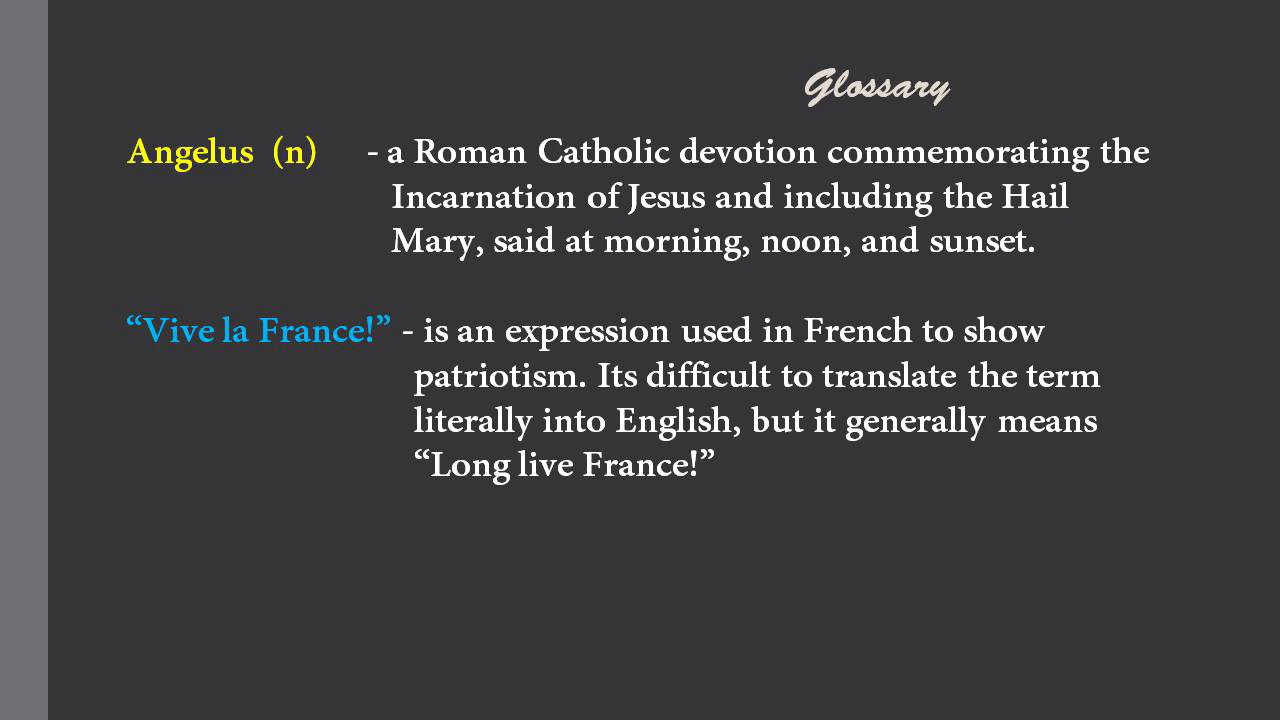 Glossary
Angelus (n) - a Roman Catholic devotion commemorating the
Incarnation of Jesus and including the Hail
Mary, said at morning, noon, and sunset.
“Vive la France!” - is an expression used in French to show
patriotism. Its difficult to translate the term
literally into English, but it generally means
“Long live France!”